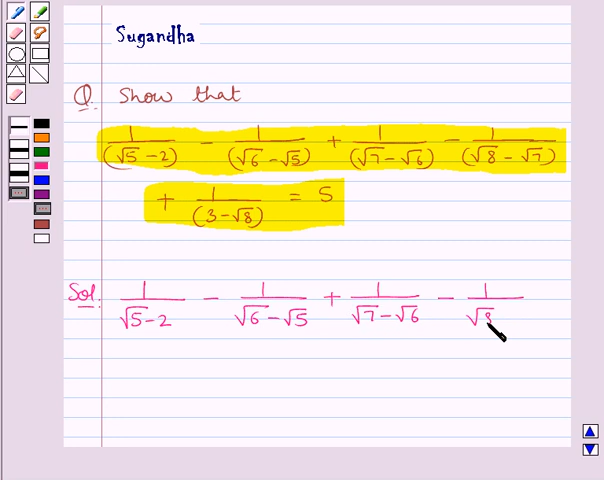 Sugandha
Q. Show that
1/(√5-2) - 1/(√6-√5) + 1/(√7-√6) - 1/(√8-√7)
+ 1/(3-√8) = 5
Sol. 1/√5-2 - 1/√6-√5 + 1/√7-√6 - 1/√8